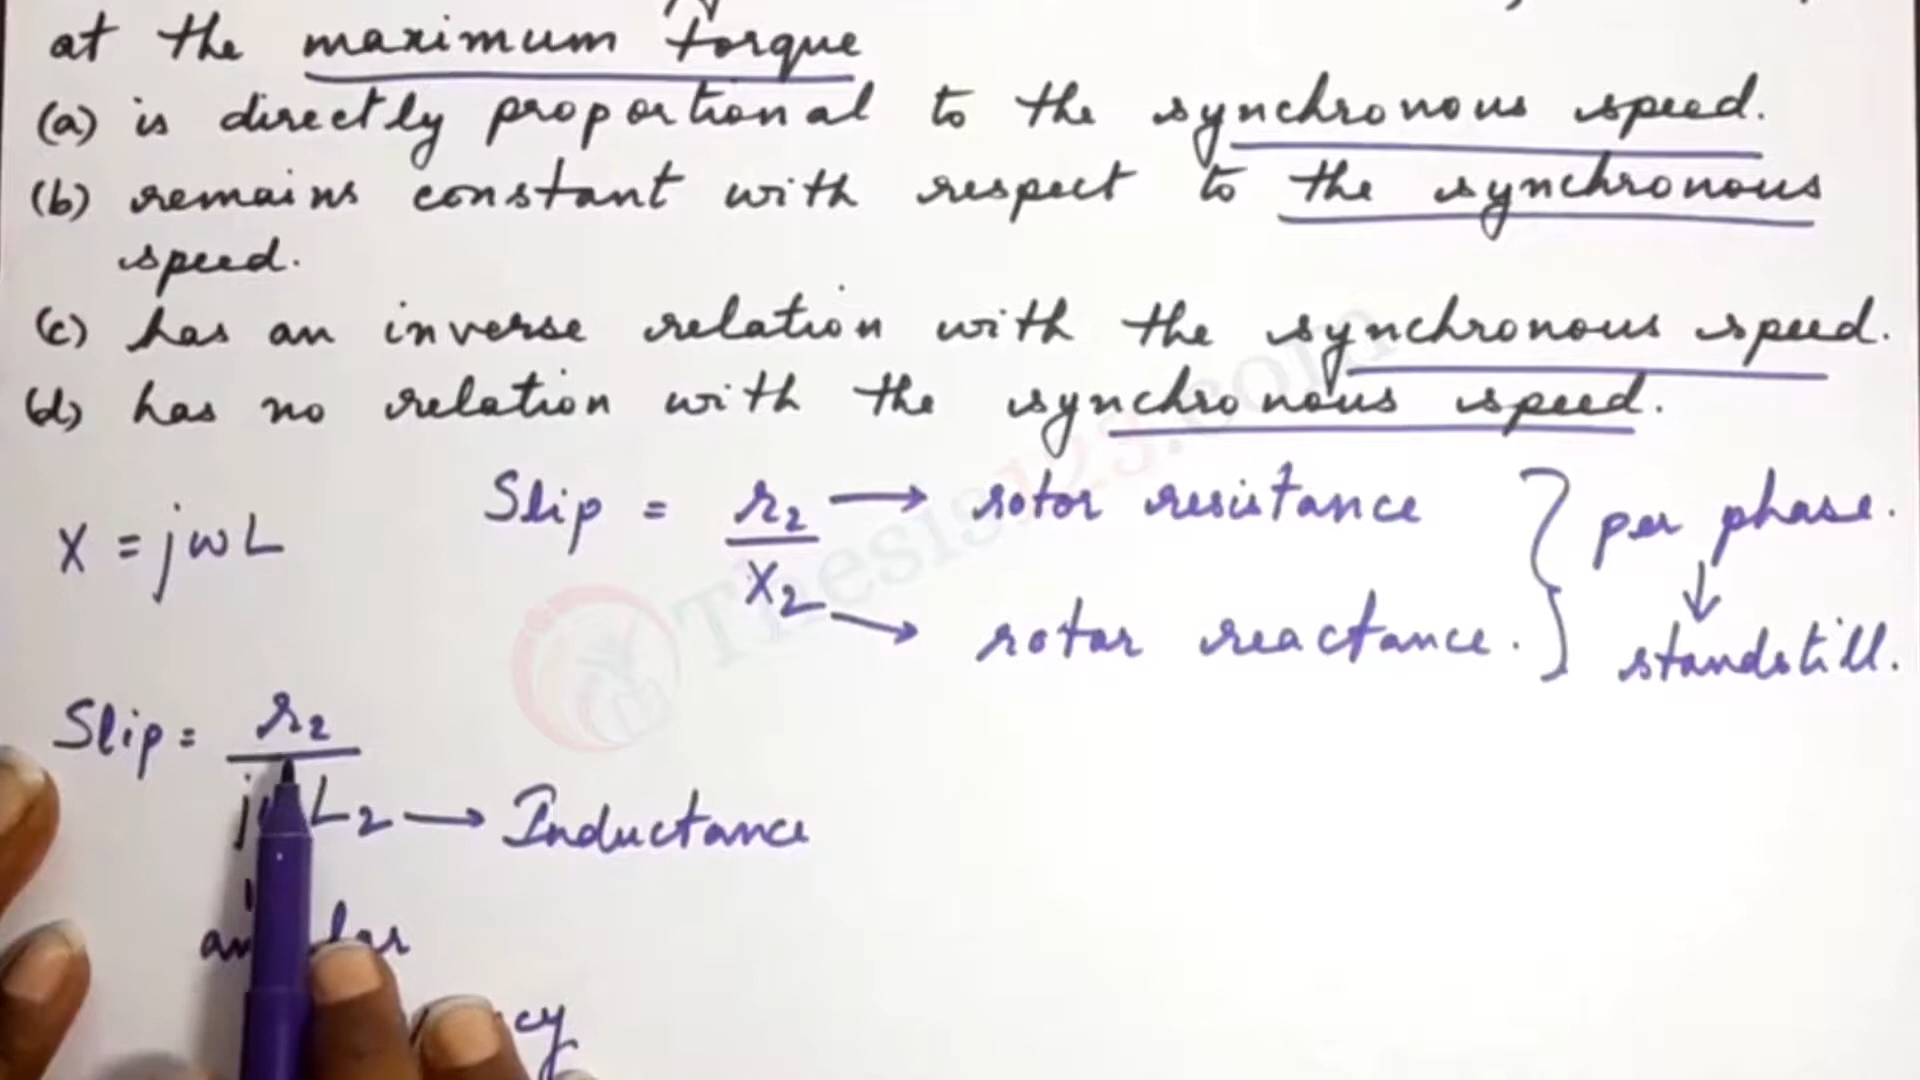 at the maximum torque
(a) is directly proportional to the synchronous speed.
(b) remains constant with respect to the synchronous
speed.
(c) has an inverse relation with the synchronous speed.
(d) has no relation with the synchronous speed.
X = jωL
Slip = r₂ → rotor resistance
X₂ → rotor reactance.
per phase.
↓
standstill.
Slip = r₂
L₂ → Inductance
Thesis123.com